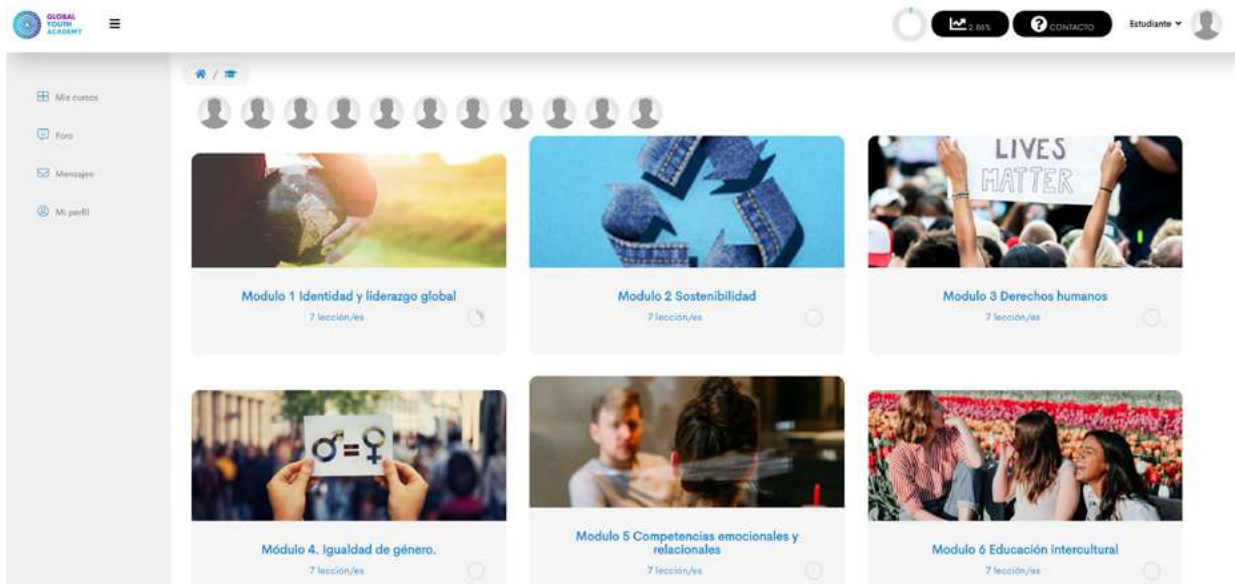 GLOBAL
YOUTH
ACADEMY
2.86%
CONTACTO
Estudiante
/
Mis cursos
Foro
Mensajes
Mi perfil
LIVES
MATTER
Modulo 1 Identidad y liderazgo global
7 lección/es
Modulo 2 Sostenibilidad
7 lección/es
Modulo 3 Derechos humanos
7 lección/es
♂=♀
Módulo 4. Igualdad de género.
7 lección/es
Modulo 5 Competencias emocionales y
relacionales
7 lección/es
Modulo 6 Educación intercultural
7 lección/es